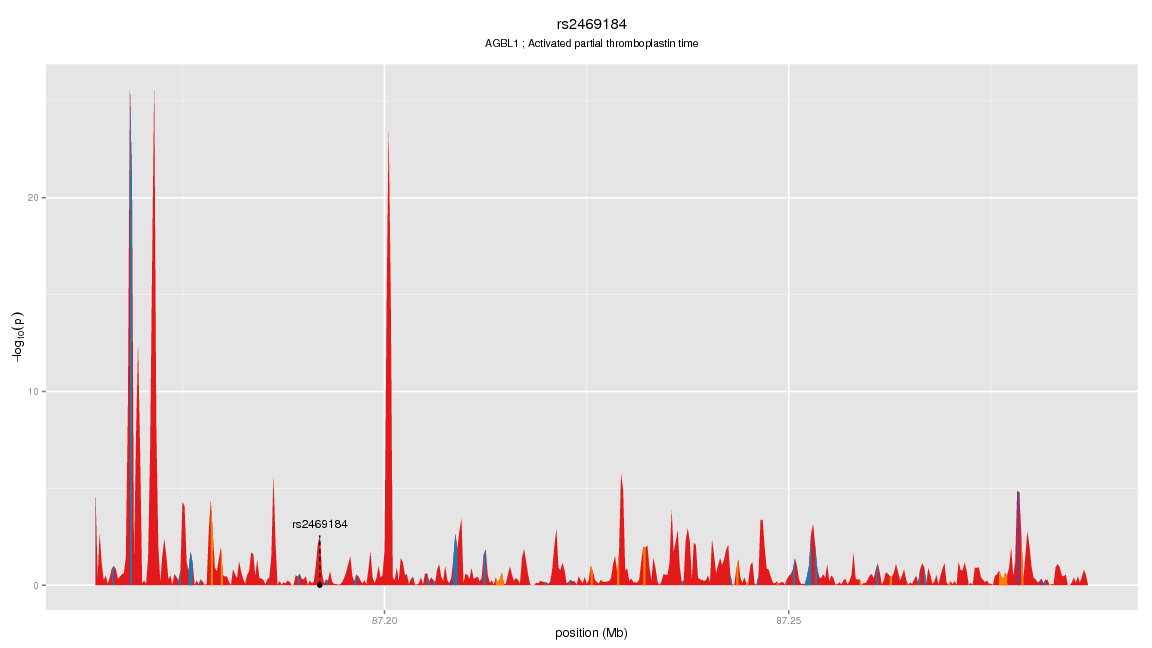 rs2469184
AGBL1 ; Activated partial thromboplastin time
−log10(p)
20
10
0
rs2469184
87.20
87.25
position (Mb)